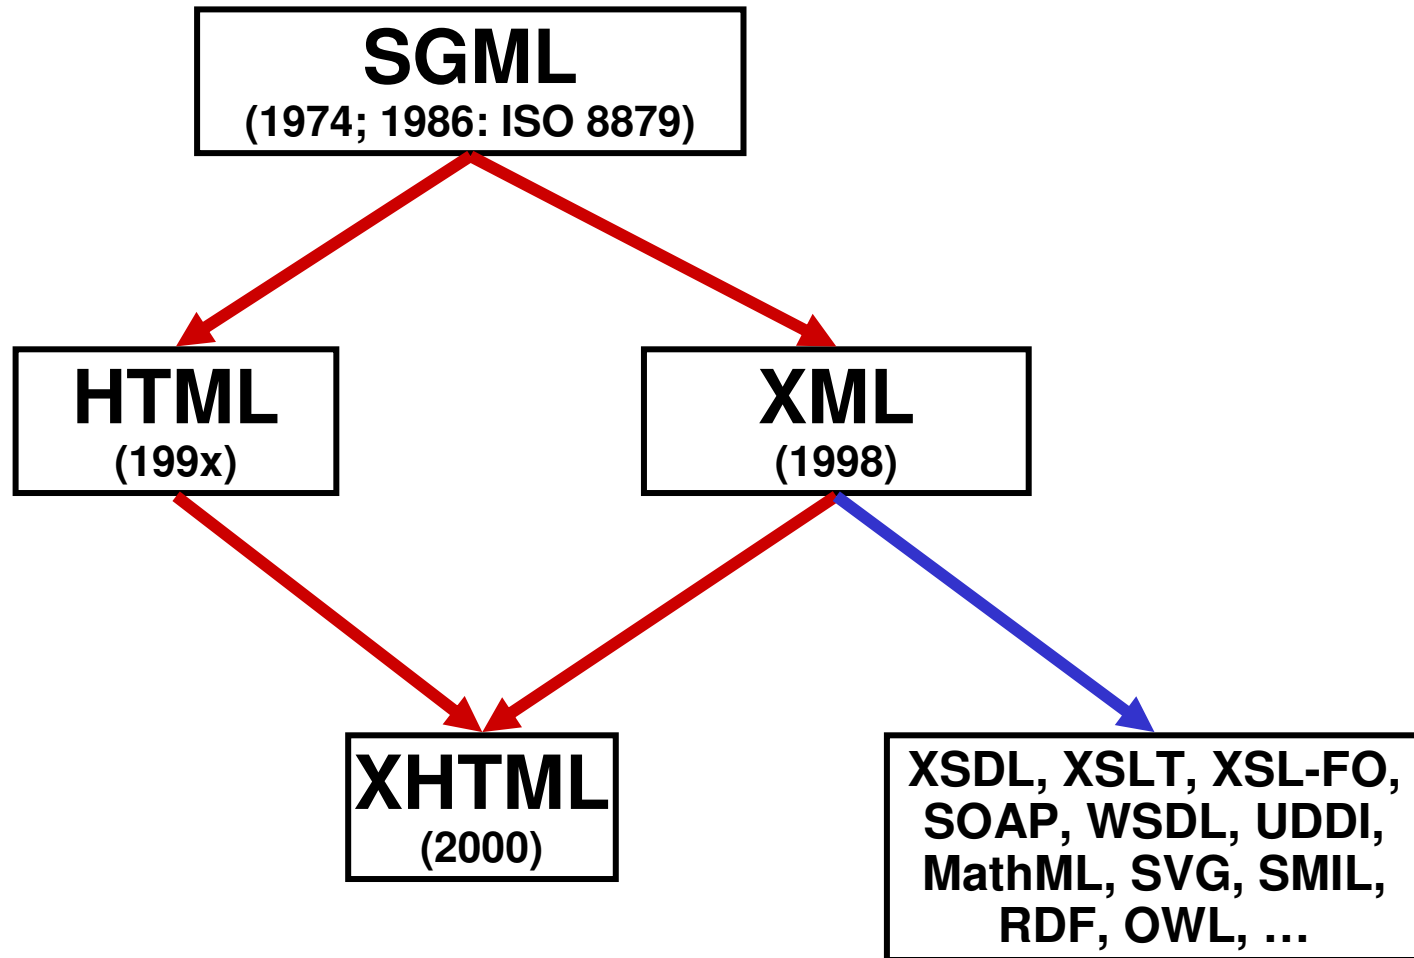 SGML
(1974; 1986: ISO 8879)
HTML
(199x)
XML
(1998)
XHTML
(2000)
XSDL, XSLT, XSL-FO,
SOAP, WSDL, UDDI,
MathML, SVG, SMIL,
RDF, OWL, …